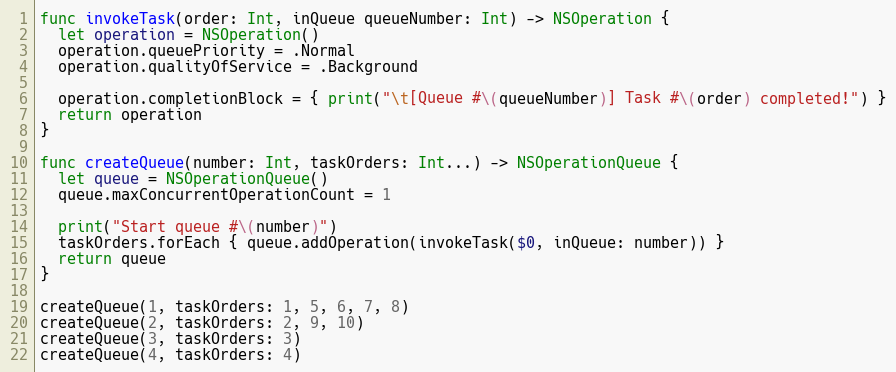 1 func invokeTask(order: Int, inQueue queueNumber: Int) -> NSOperation {
2   let operation = NSOperation()
3   operation.queuePriority = .Normal
4   operation.qualityOfService = .Background
5
6   operation.completionBlock = { print("\t[Queue #\(queueNumber)] Task #\(order) completed!") }
7   return operation
8 }
9
10 func createQueue(number: Int, taskOrders: Int...) -> NSOperationQueue {
11   let queue = NSOperationQueue()
12   queue.maxConcurrentOperationCount = 1
13
14   print("Start queue #\(number)")
15   taskOrders.forEach { queue.addOperation(invokeTask($0, inQueue: number)) }
16   return queue
17 }
18
19 createQueue(1, taskOrders: 1, 5, 6, 7, 8)
20 createQueue(2, taskOrders: 2, 9, 10)
21 createQueue(3, taskOrders: 3)
22 createQueue(4, taskOrders: 4)